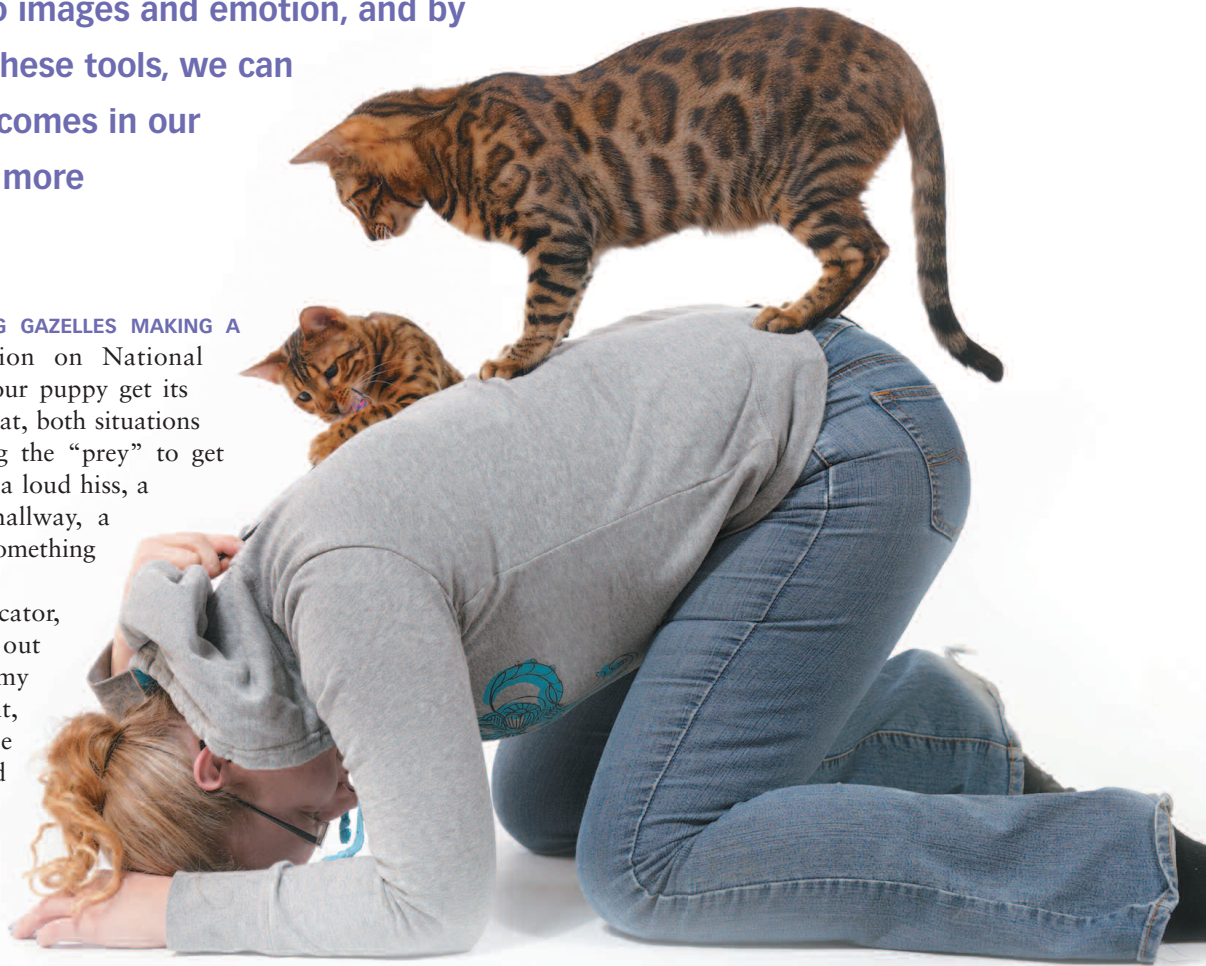 o images and emotion, and by
hese tools, we can
comes in our
more
G GAZELLES MAKING A
ion on National
our puppy get its
at, both situations
g the “prey” to get
a loud hiss, a
hallway, a
omething
cator,
out
my
t,
e
d